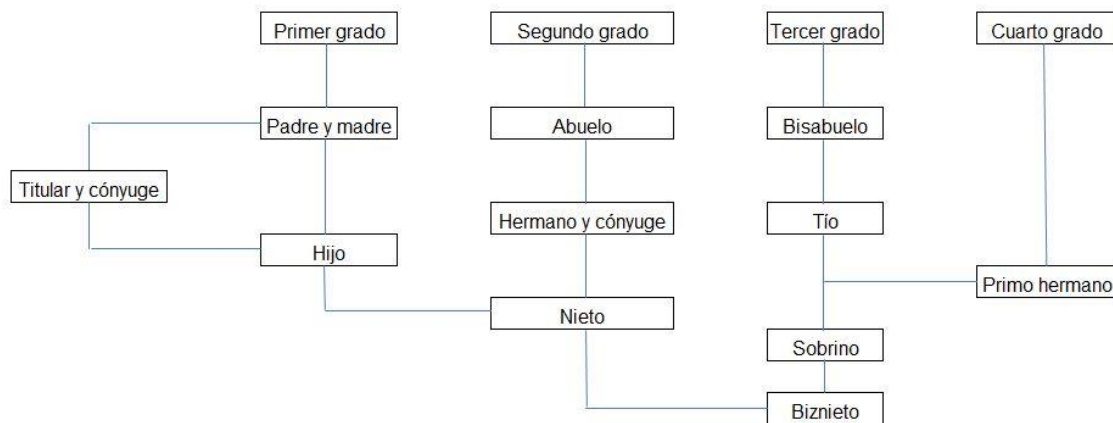 Primer grado
Segundo grado
Tercer grado
Cuarto grado
Padre y madre
Abuelo
Bisabuelo
Titular y cónyuge
Hermano y cónyuge
Tío
Hijo
Primo hermano
Nieto
Sobrino
Biznieto